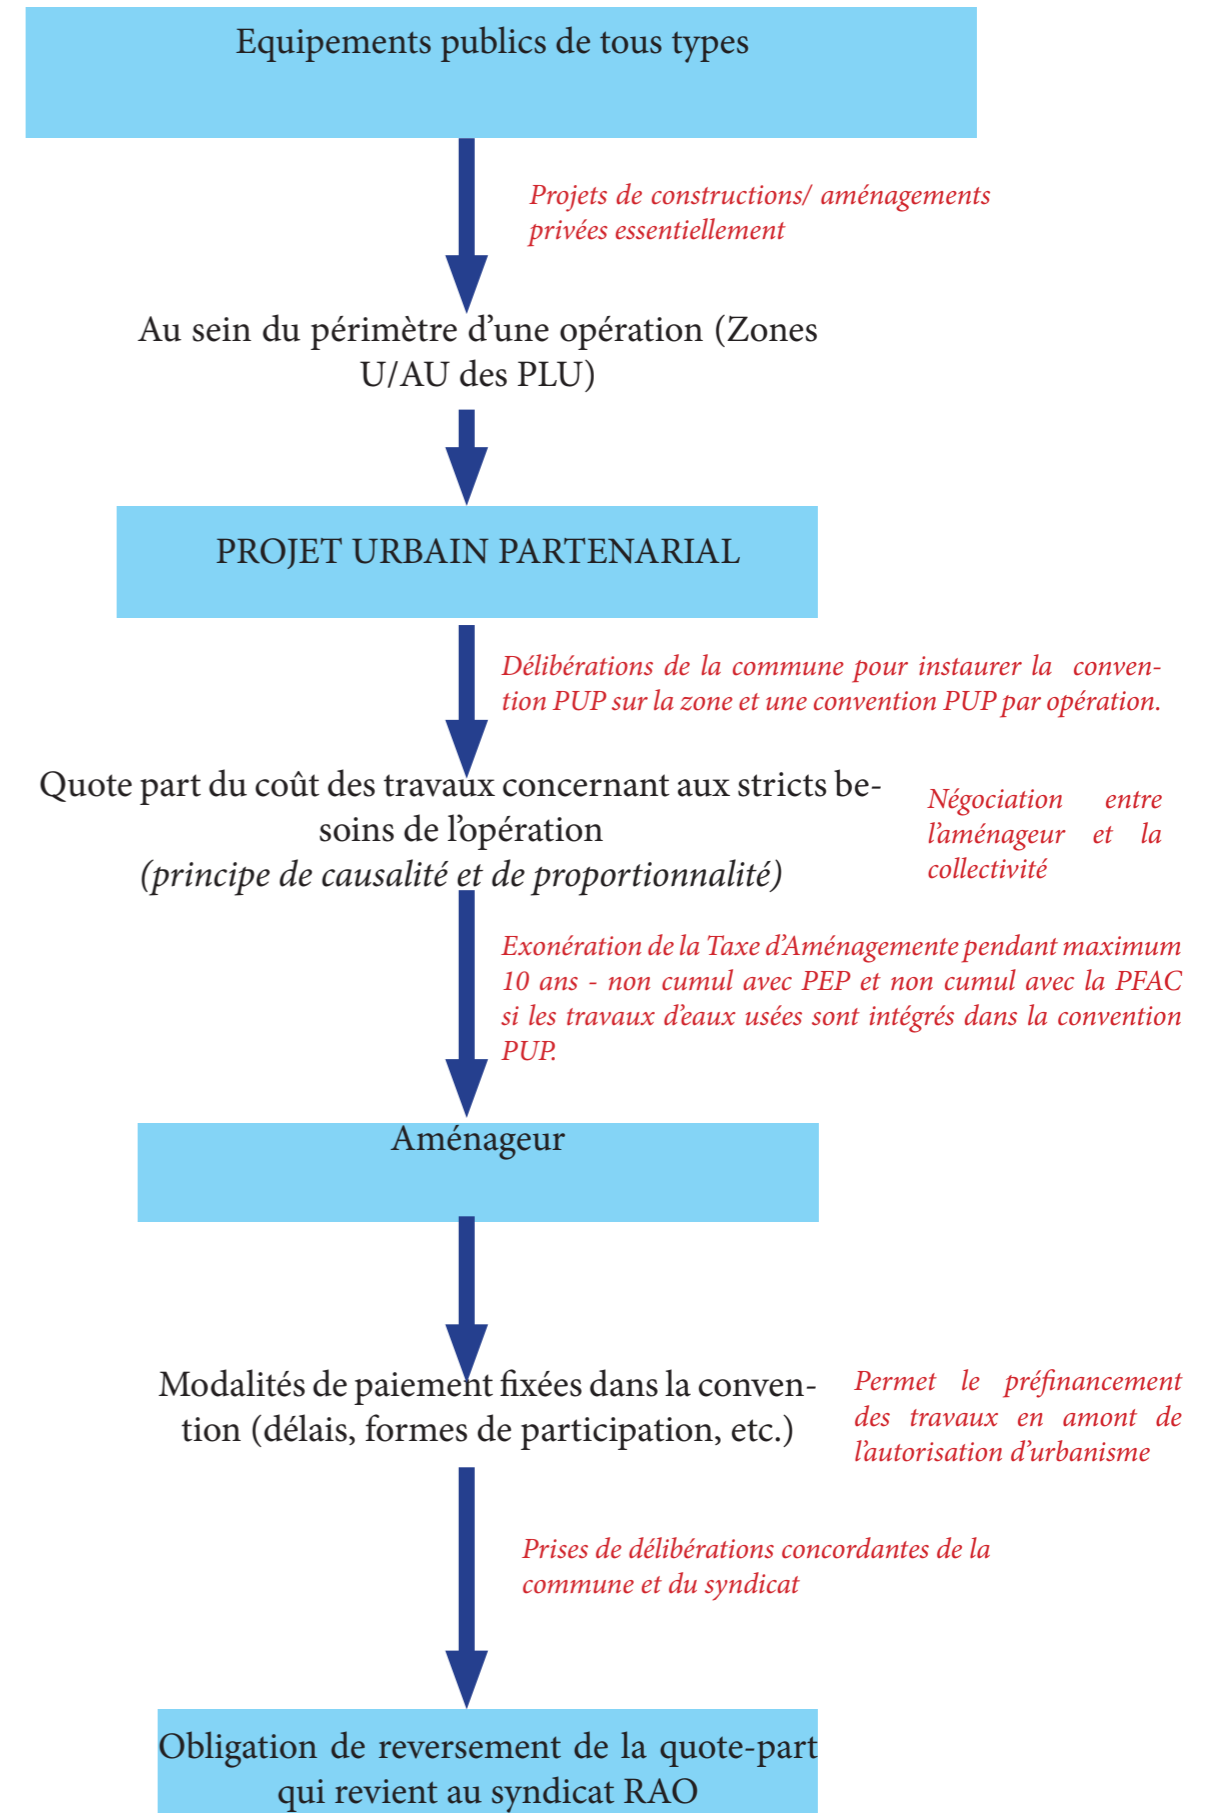 Equipements publics de tous types
Projets de constructions/ aménagements
privées essentiellement
Au sein du périmètre d’une opération (Zones
U/AU des PLU)
PROJET URBAIN PARTENARIAL
Délibérations de la commune pour instaurer la conven-
tion PUP sur la zone et une convention PUP par opération.
Quote part du coût des travaux concernant aux stricts be-
soins de l’opération
(principe de causalité et de proportionnalité)
Négociation entre
l’aménageur et la
collectivité
Exonération de la Taxe d’Aménagemente pendant maximum
10 ans - non cumul avec PEP et non cumul avec la PFAC
si les travaux d’eaux usées sont intégrés dans la convention
PUP.
Aménageur
Modalités de paiement fixées dans la conven-
tion (délais, formes de participation, etc.)
Permet le préfinancement
des travaux en amont de
l’autorisation d’urbanisme
Prises de délibérations concordantes de la
commune et du syndicat
Obligation de reversement de la quote-part
qui revient au syndicat RAO